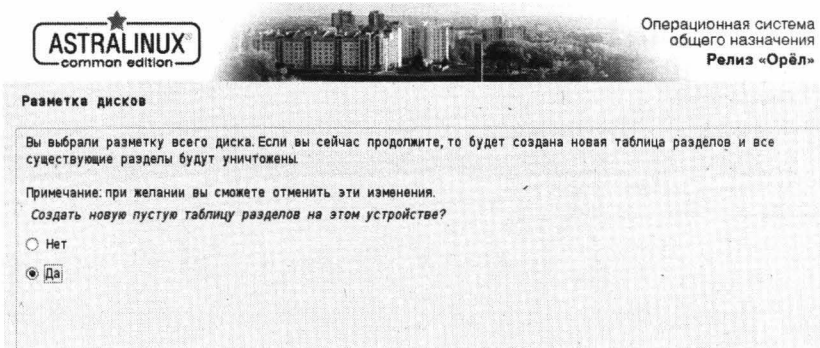 ASTRALINUX
common edition
Операционная система
общего назначения
Релиз «Орёл»
Разметка дисков
Вы выбрали разметку всего диска. Если вы сейчас продолжите, то будет создана новая таблица разделов и все
существующие разделы будут уничтожены.
Примечание: при желании вы сможете отменить эти изменения.
Создать новую пустую таблицу разделов на этом устройстве?
Нет
Да